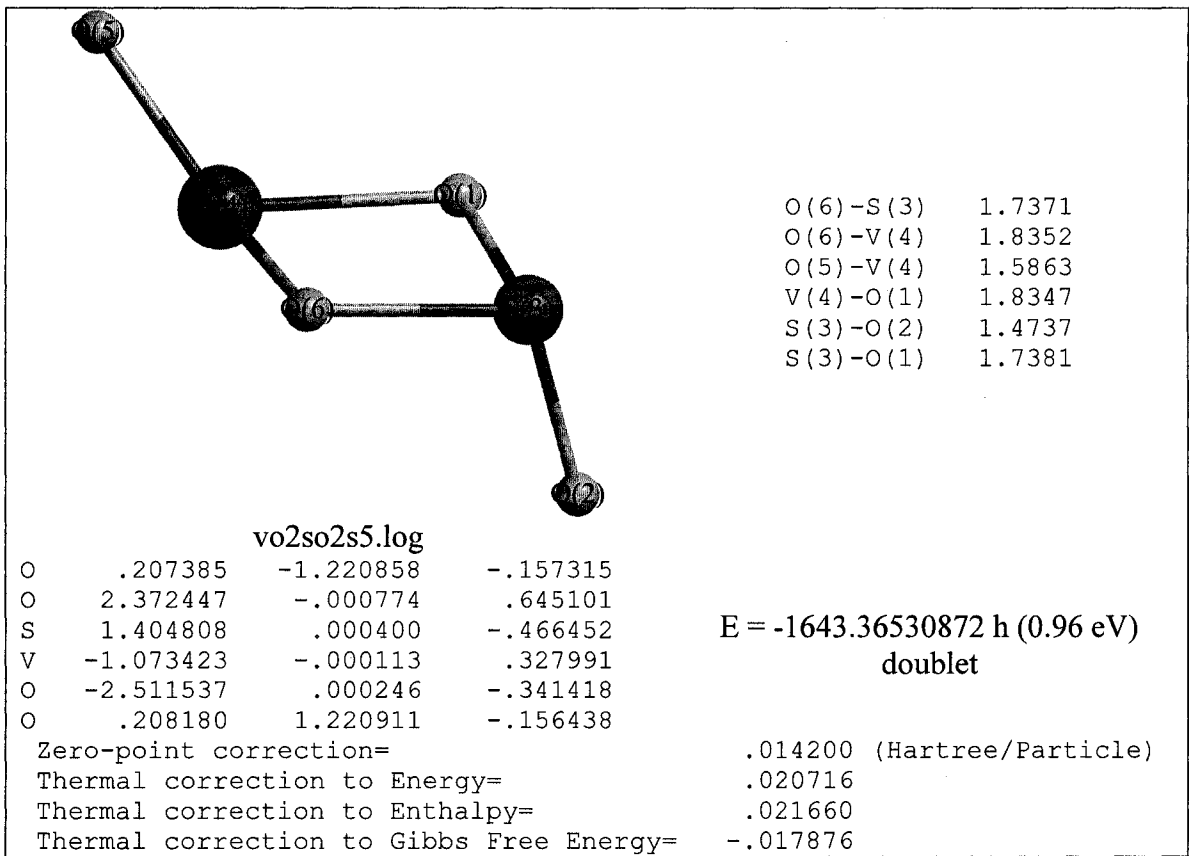 O(5)
O(1)
O(6)
O(2)
O(6)-S(3) 1.7371
O(6)-V(4) 1.8352
O(5)-V(4) 1.5863
V(4)-O(1) 1.8347
S(3)-O(2) 1.4737
S(3)-O(1) 1.7381
vo2so2s5.log
O .207385 -1.220858 -.157315
O 2.372447 -.000774 .645101
S 1.404808 .000400 -.466452
V -1.073423 -.000113 .327991
O -2.511537 .000246 -.341418
O .208180 1.220911 -.156438
E = -1643.36530872 h (0.96 eV)
doublet
Zero-point correction= .014200 (Hartree/Particle)
Thermal correction to Energy= .020716
Thermal correction to Enthalpy= .021660
Thermal correction to Gibbs Free Energy= -.017876